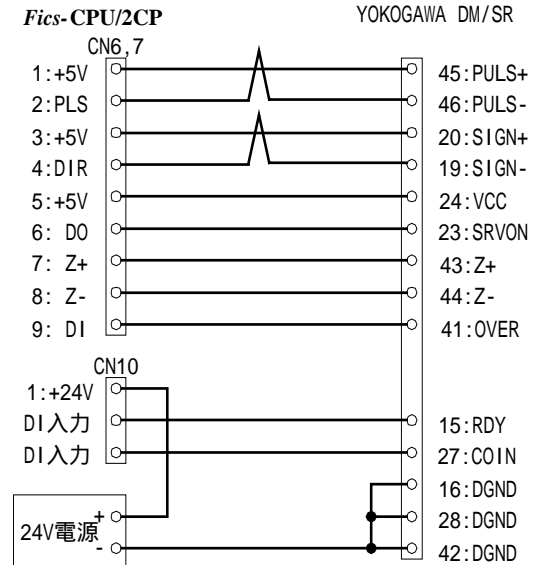 Fics-CPU/2CP YOKOGAWA DM/SR
CN6,7
1:+5V 45:PULS+
2:PLS 46:PULS-
3:+5V 20:SIGN+
4:DIR 19:SIGN-
5:+5V 24:VCC
6: DO 23:SRVON
7: Z+ 43:Z+
8: Z- 44:Z-
9: DI 41:OVER
CN10
1:+24V
DI入力 15:RDY
DI入力 27:COIN
16:DGND
+
24V電源 28:DGND
- 42:DGND